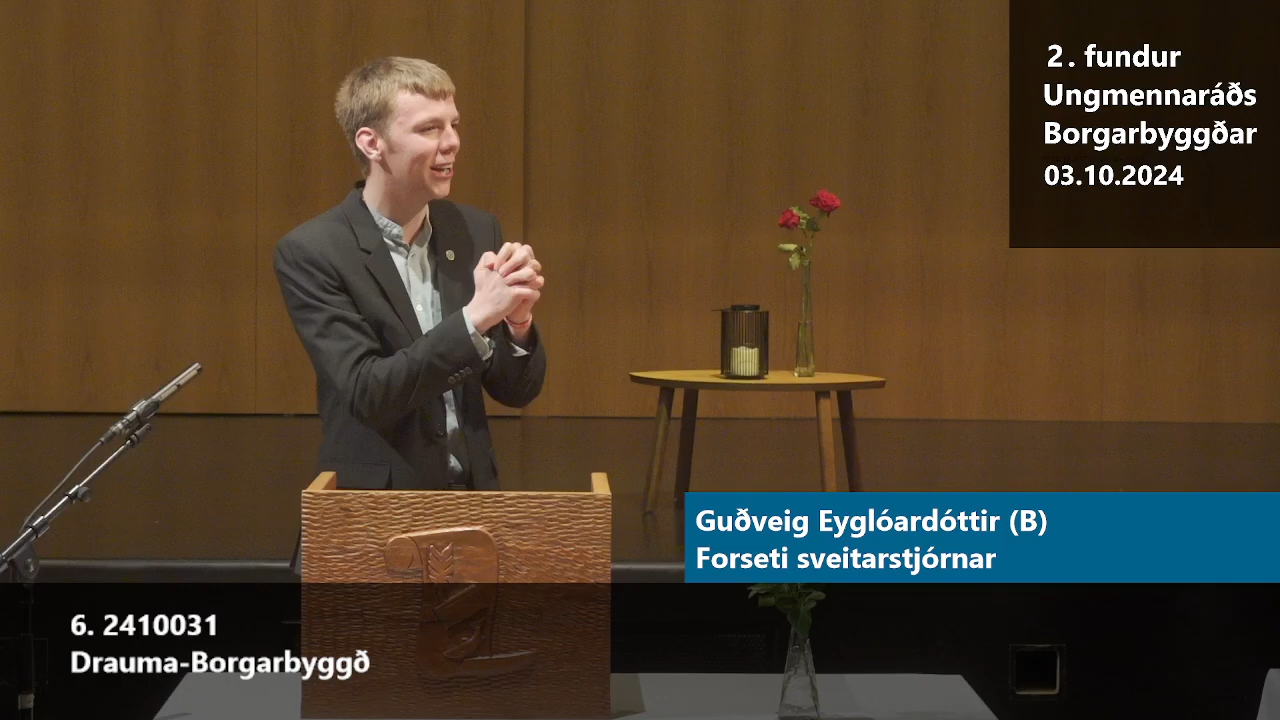 2. fundur
Ungmennaráðs
Borgarbyggðar
03.10.2024
Guðveig Eyglóardóttir (B)
Forseti sveitarstjórnar
6. 2410031
Drauma-Borgarbyggð